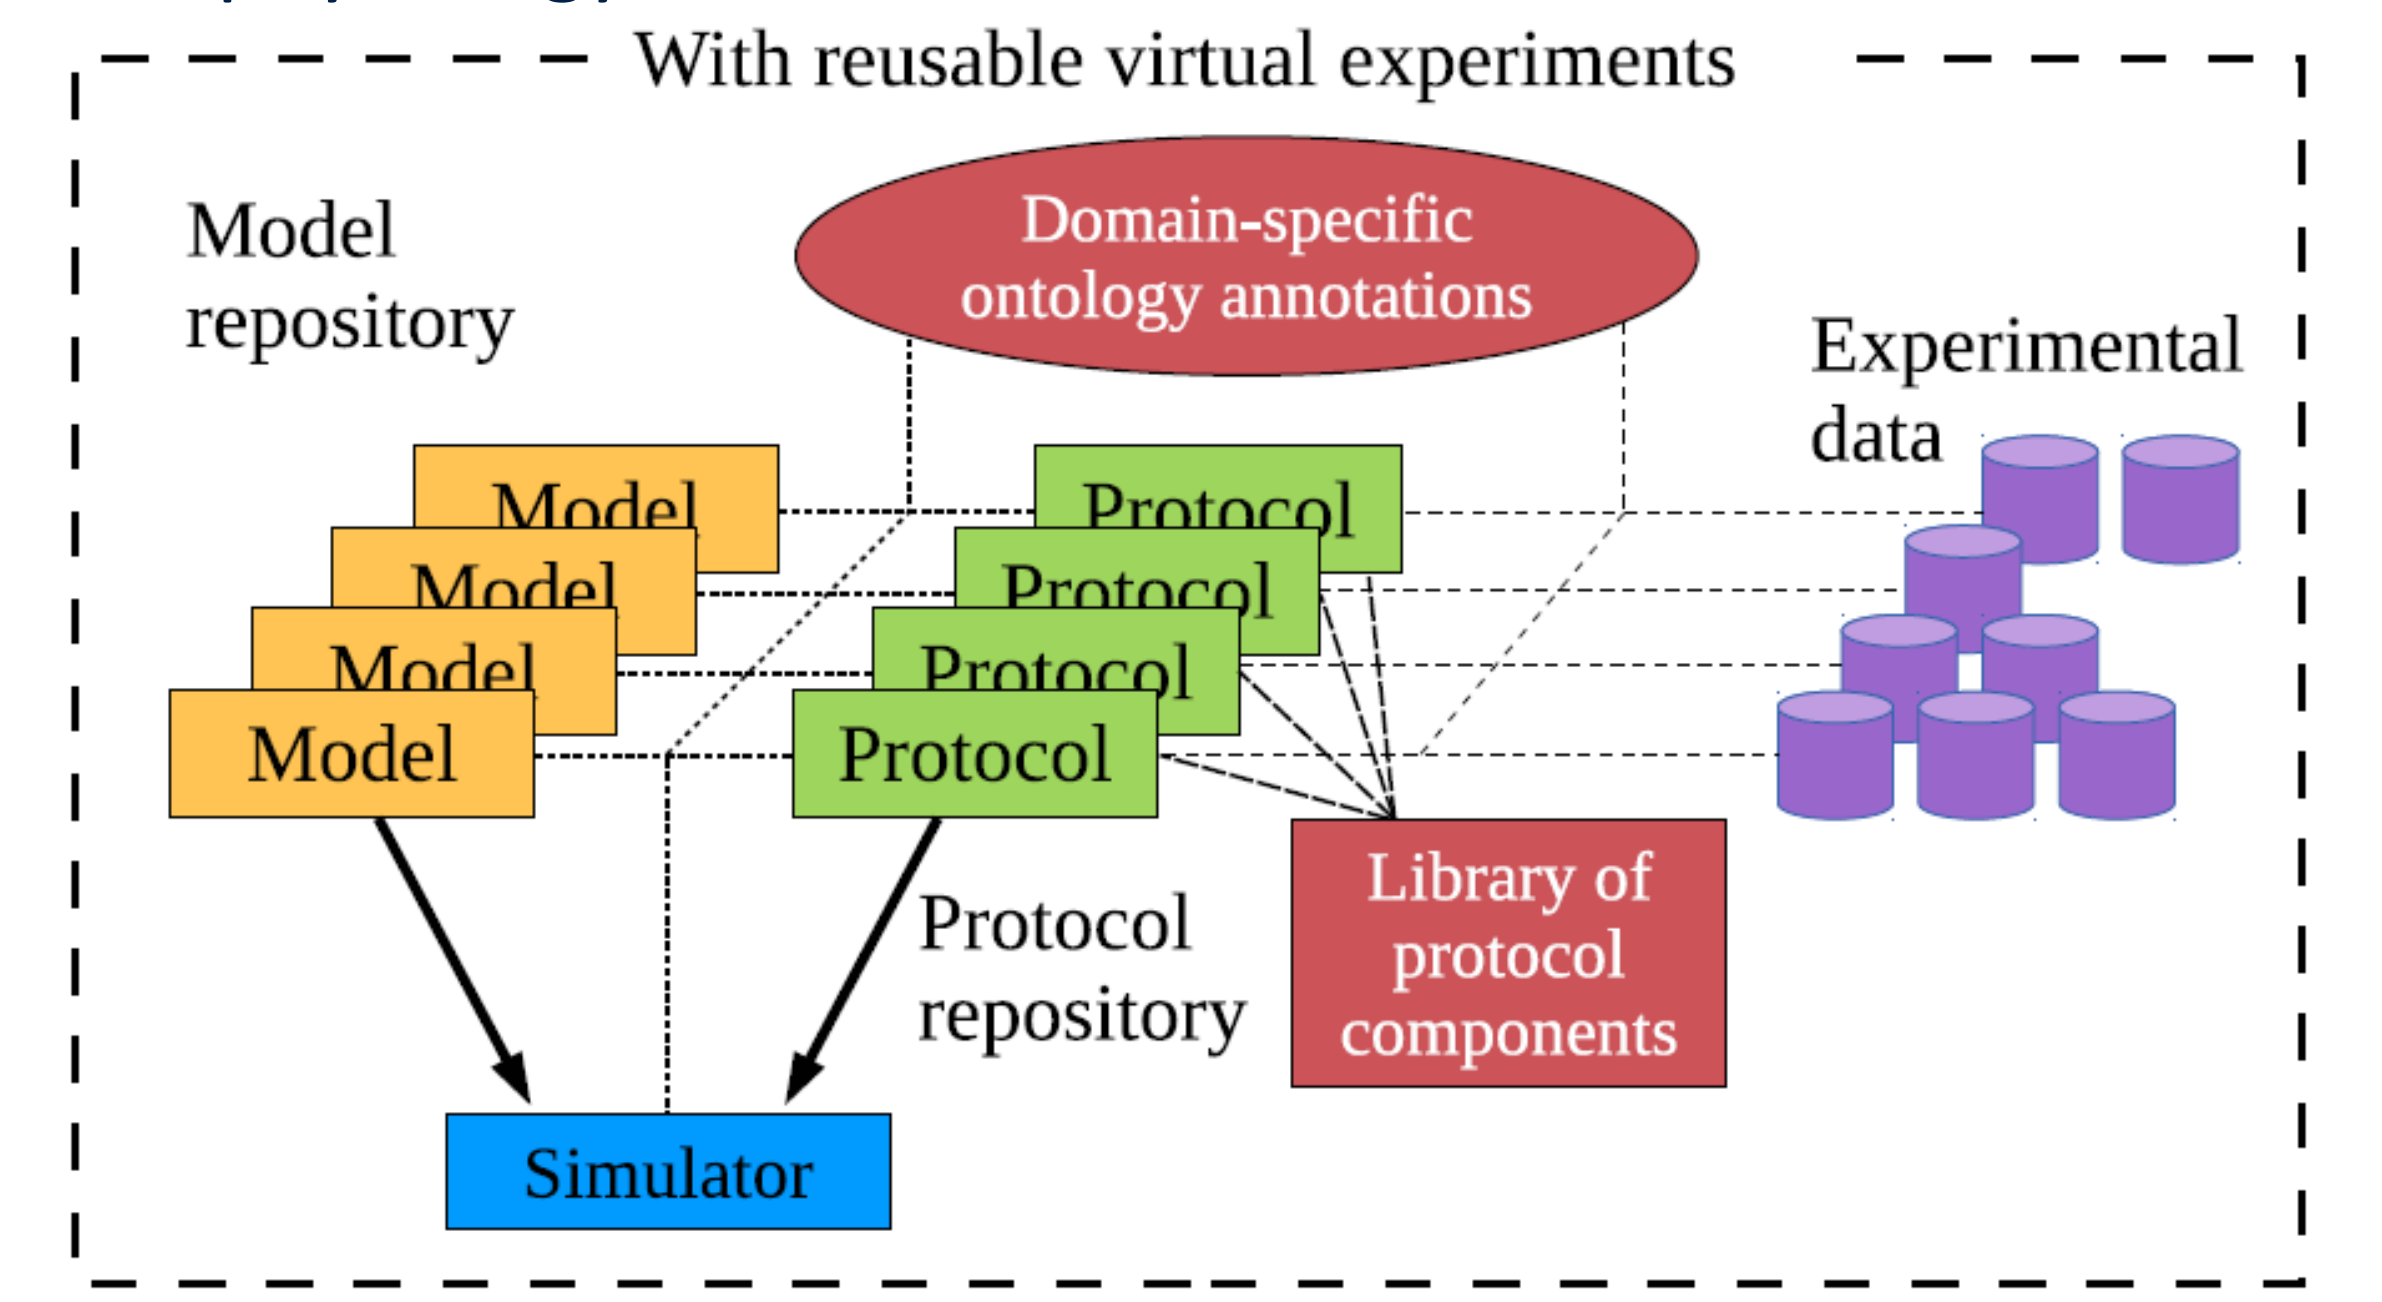 With reusable virtual experiments
Domain-specific
ontology annotations
Model
repository
Experimental
data
Model
Protocol
Model
Protocol
Model
Protocol
Model
Protocol
Protocol
repository
Library of
protocol
components
Simulator